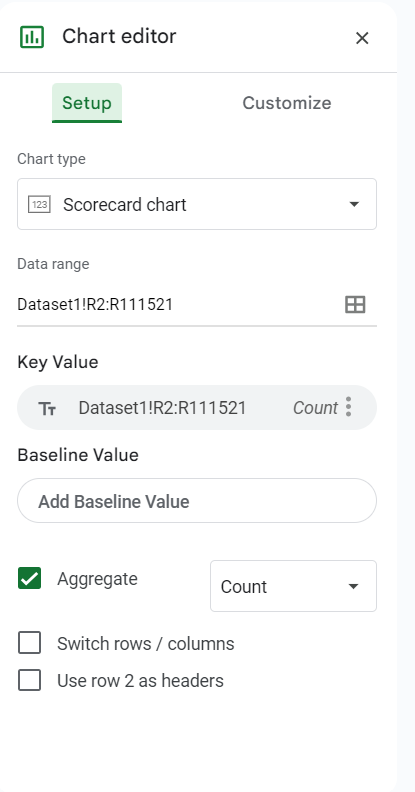 Chart editor
Setup Customize
Chart type
123 Scorecard chart
Data range
Dataset1!R2:R111521
Key Value
Tт Dataset1!R2:R111521 Count
Baseline Value
Add Baseline Value
Aggregate Count
Switch rows / columns
Use row 2 as headers